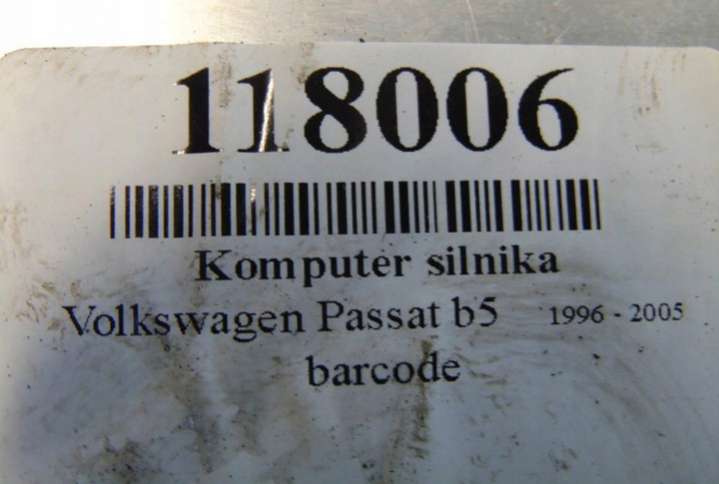 118006
Komputer silnika
Volkswagen Passat b5 1996 - 2005
barcode